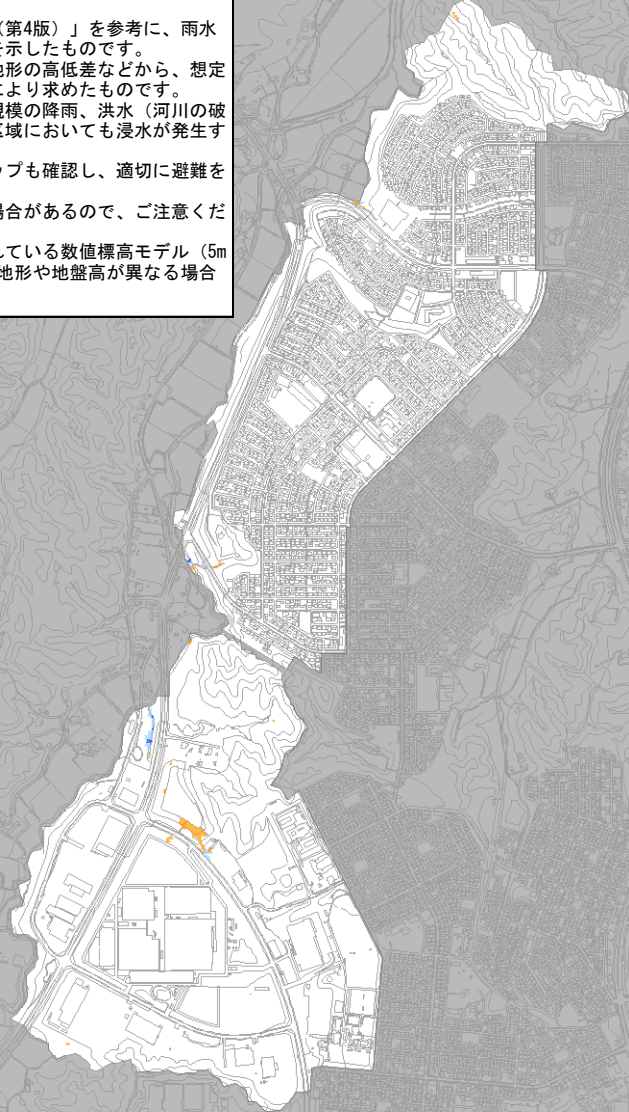 （第4版）」を参考に、雨水
を示したものです。
地形の高低差などから、想定
により求めたものです。
規模の降雨、洪水（河川の破
区域においても浸水が発生す
ップも確認し、適切に避難を
場合があるので、ご注意くだ
れている数値標高モデル（5m
地形や地盤高が異なる場合